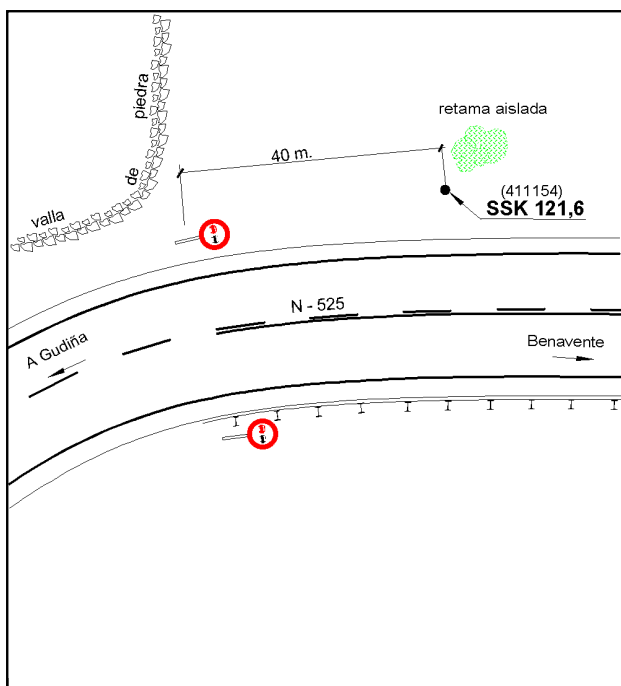 valla
de
piedra
retama aislada
40 m.
(411154)
SSK 121,6
N - 525
A Gudiña
Benavente